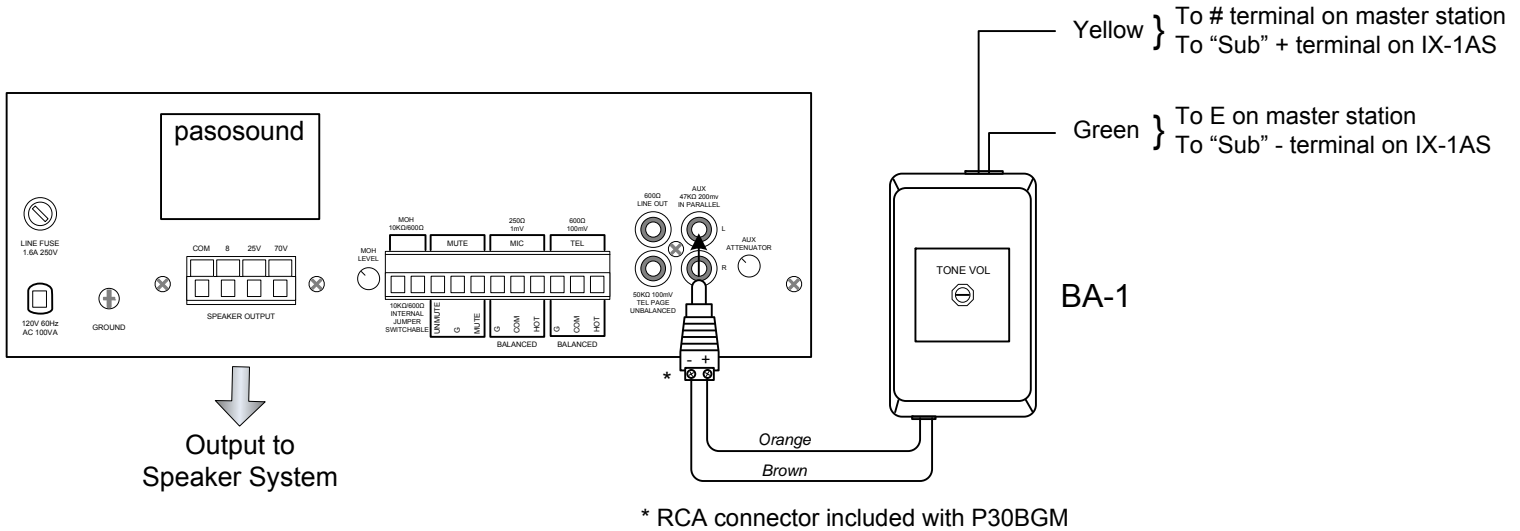 Yellow } To # terminal on master station
To “Sub” + terminal on IX-1AS
Green } To E on master station
To “Sub” - terminal on IX-1AS
pasosound
LINE FUSE
1.6A 250V
120V 60Hz
AC 100VA
GROUND
COM 8 25V 70V
SPEAKER OUTPUT
MOH
LEVEL
MOH
10KΩ/600Ω
MUTE
250Ω
1mV
MIC
600Ω
100mV
TEL
10KΩ/600Ω
INTERNAL
JUMPER
SWITCHABLE
UNMUTE
G
MUTE
G
COM
HOT
BALANCED
G
COM
HOT
BALANCED
600Ω
LINE OUT
AUX
47KΩ 200mv
IN PARALLEL
L
R
AUX
ATTENUATOR
50KΩ 100mV
TEL PAGE
UNBALANCED
TONE VOL
BA-1
- +
*
Orange
Brown
Output to
Speaker System
* RCA connector included with P30BGM